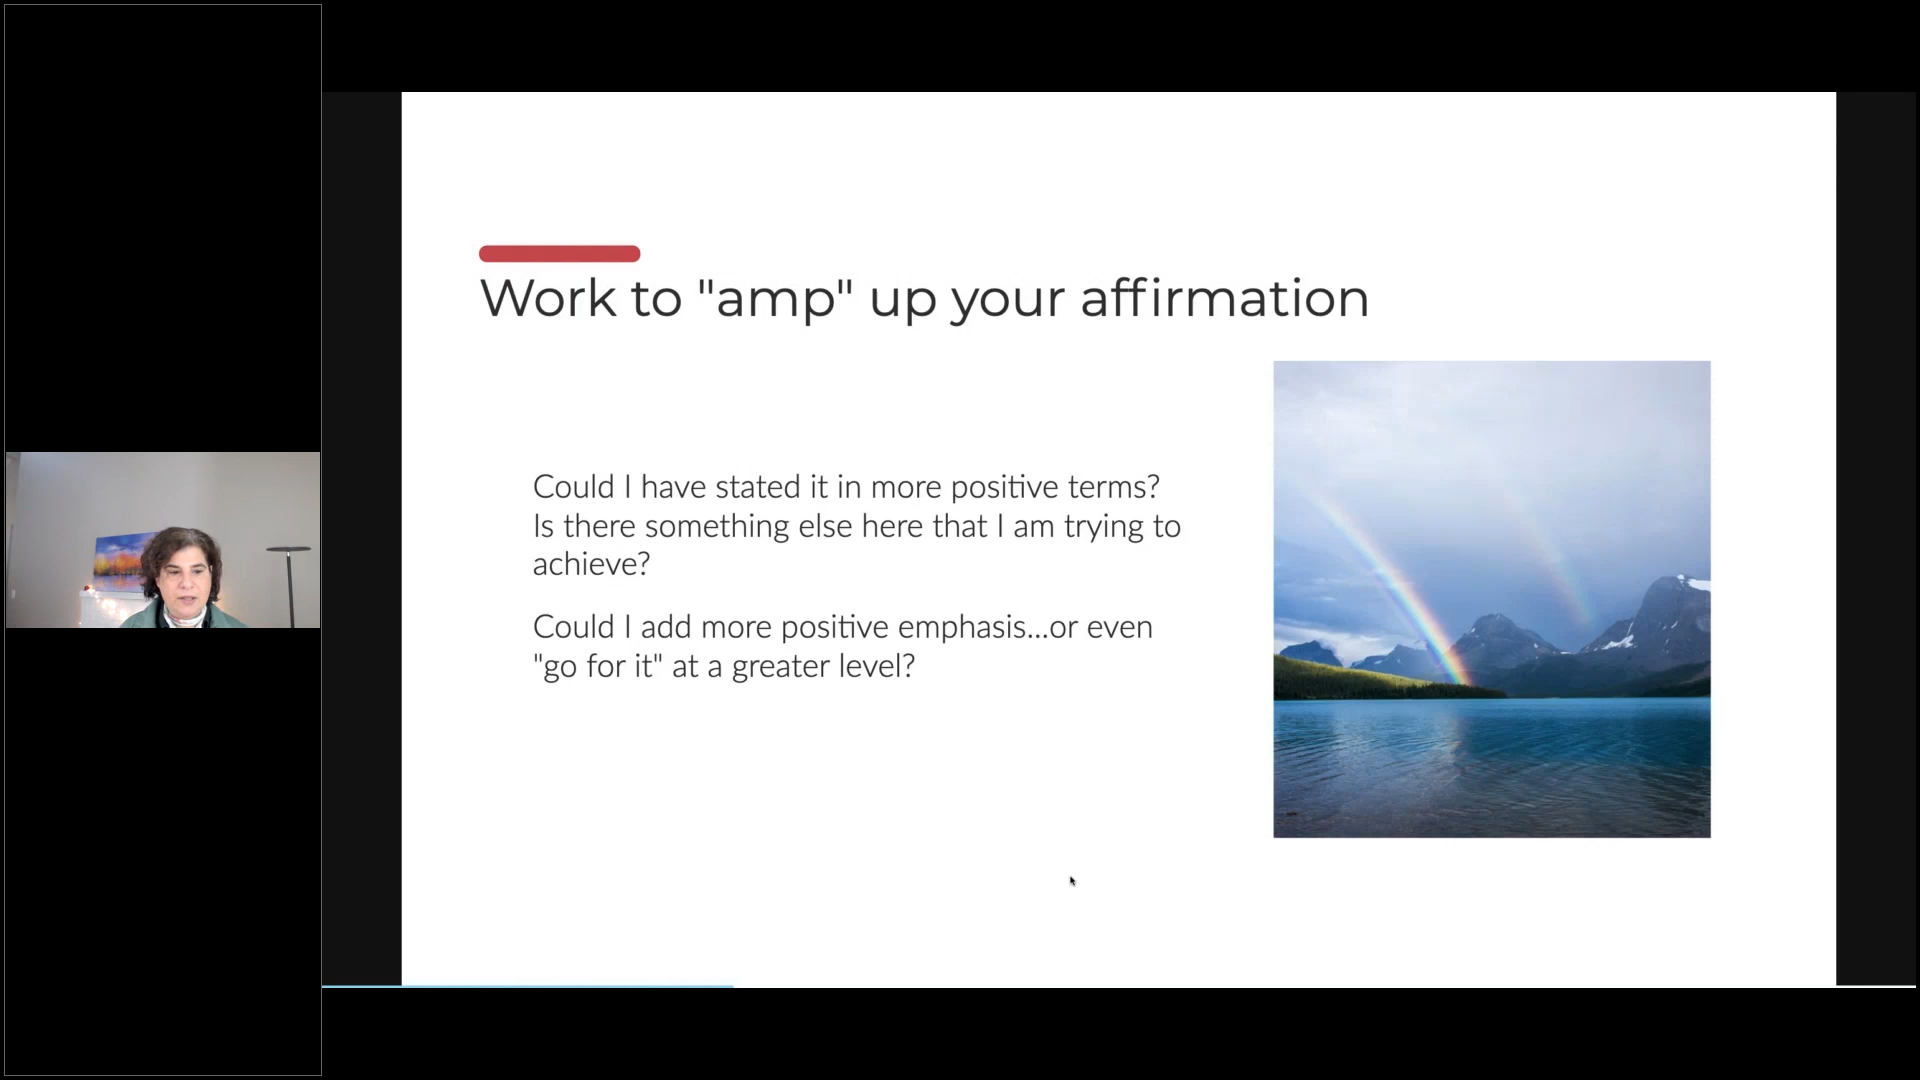 Work to "amp" up your affirmation
Could I have stated it in more positive terms?
Is there something else here that I am trying to
achieve?
Could I add more positive emphasis...or even
"go for it" at a greater level?